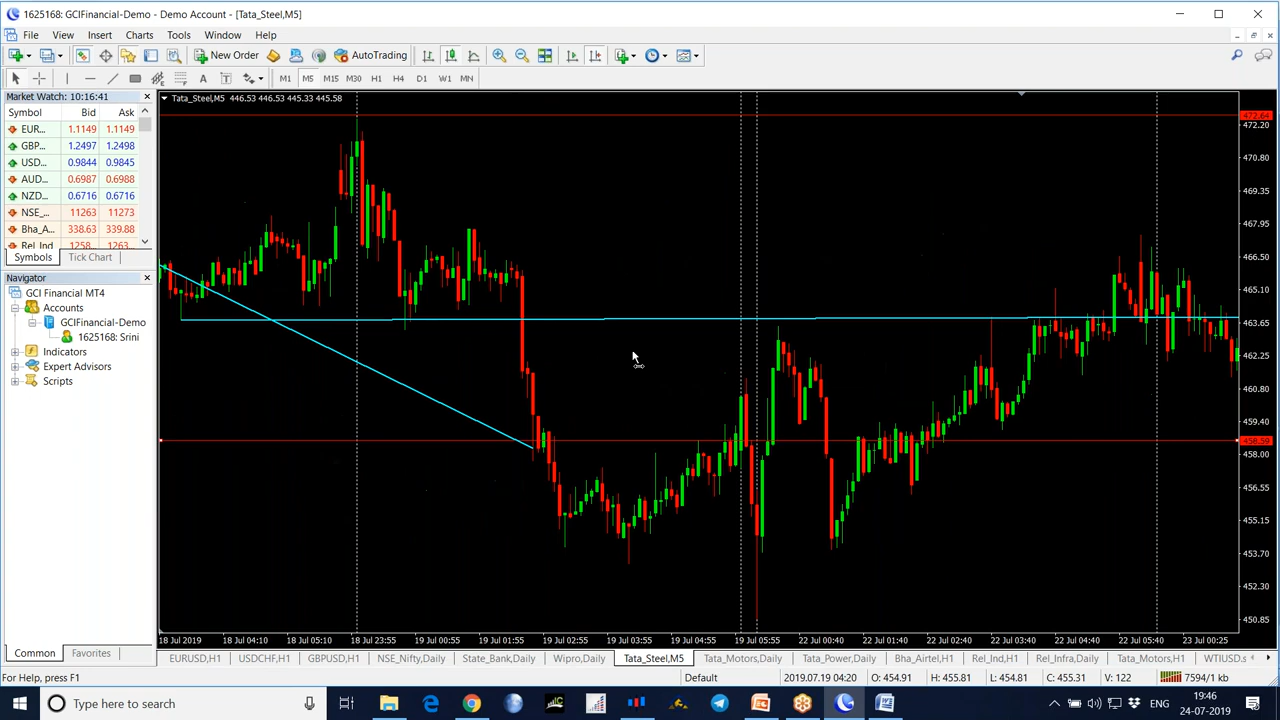 1625168: GCIFinancial-Demo - Demo Account - [Tata_Steel,M5]
File View Insert Charts Tools Window Help
New Order AutoTrading
A T M1 M5 M15 M30 H1 H4 D1 W1 MN
Market Watch: 10:16:41
Symbol Bid Ask
EUR... 1.1149 1.1149
GBP... 1.2497 1.2498
USD... 0.9844 0.9845
AUD... 0.6987 0.6988
NZD... 0.6716 0.6716
NSE_... 11263 11273
Bha_A... 338.63 339.88
Rel_Ind 1258... 1263...
Symbols Tick Chart
Navigator
GCI Financial MT4
Accounts
GCIFinancial-Demo
1625168: Srini
Indicators
Expert Advisors
Scripts
Common Favorites
Tata_Steel,M5 446.53 446.53 445.33 445.58
472.64
472.20
470.80
469.35
467.95
466.50
465.10
463.65
462.25
460.80
459.40
458.59
458.00
456.55
455.15
453.70
452.30
450.85
18 Jul 2019 18 Jul 04:10 18 Jul 05:10 18 Jul 23:55 19 Jul 00:55 19 Jul 01:55 19 Jul 02:55 19 Jul 03:55 19 Jul 04:55 19 Jul 05:55 22 Jul 00:40 22 Jul 01:40 22 Jul 02:40 22 Jul 03:40 22 Jul 04:40 22 Jul 05:40 23 Jul 00:25
EURUSD,H1 USDCHF,H1 GBPUSD,H1 NSE_Nifty,Daily State_Bank,Daily Wipro,Daily Tata_Steel,M5 Tata_Motors,Daily Tata_Power,Daily Bha_Airtel,H1 Rel_Ind,H1 Rel_Infra,Daily Tata_Motors,H1 WTIUSD.s
For Help, press F1 Default 2019.07.19 04:20 O: 454.91 H: 455.81 L: 454.81 C: 455.31 V: 122 7594/1 kb
Type here to search
ENG 19:46
24-07-2019